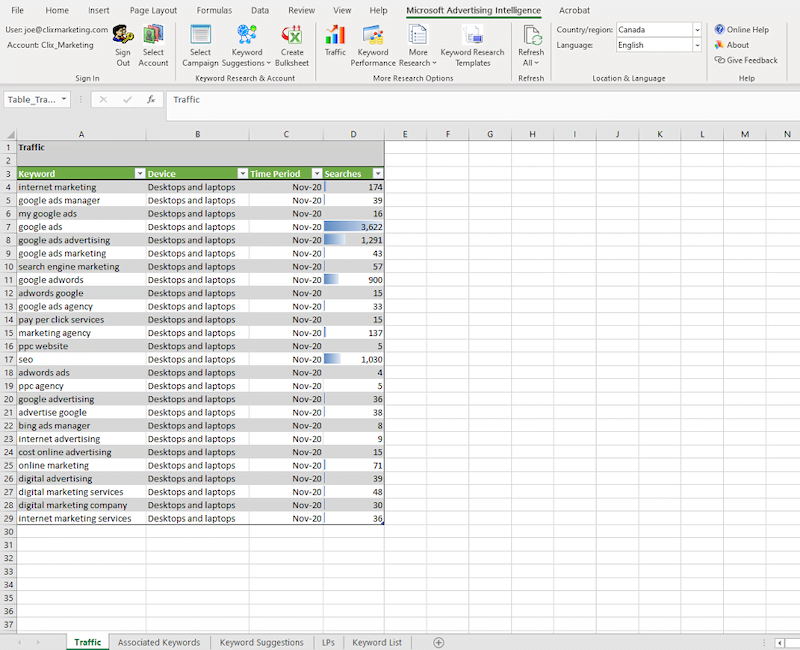 File Home Insert Page Layout Formulas Data Review View Help Microsoft Advertising Intelligence Acrobat
User: joe@clixmarketing.com
Account: Clix_Marketing
Sign Out
Select Account
Sign In
Select Campaign
Keyword Suggestions
Create Bulksheet
Keyword Research & Account
Traffic
Keyword Performance
More Research
Keyword Research Templates
More Research Options
Refresh All
Refresh
Country/region: Canada
Language: English
Location & Language
Online Help
About
Give Feedback
Help
Table_Tra... fx Traffic
A B C D E F G H I J K L M N
1 Traffic
2
3 Keyword Device Time Period Searches
4 internet marketing Desktops and laptops Nov-20 174
5 google ads manager Desktops and laptops Nov-20 39
6 my google ads Desktops and laptops Nov-20 16
7 google ads Desktops and laptops Nov-20 3,622
8 google ads advertising Desktops and laptops Nov-20 1,291
9 google ads marketing Desktops and laptops Nov-20 43
10 search engine marketing Desktops and laptops Nov-20 57
11 google adwords Desktops and laptops Nov-20 900
12 adwords google Desktops and laptops Nov-20 15
13 google ads agency Desktops and laptops Nov-20 33
14 pay per click services Desktops and laptops Nov-20 15
15 marketing agency Desktops and laptops Nov-20 137
16 ppc website Desktops and laptops Nov-20 5
17 seo Desktops and laptops Nov-20 1,030
18 adwords ads Desktops and laptops Nov-20 4
19 ppc agency Desktops and laptops Nov-20 5
20 google advertising Desktops and laptops Nov-20 36
21 advertise google Desktops and laptops Nov-20 38
22 bing ads manager Desktops and laptops Nov-20 8
23 internet advertising Desktops and laptops Nov-20 9
24 cost online advertising Desktops and laptops Nov-20 15
25 online marketing Desktops and laptops Nov-20 71
26 digital advertising Desktops and laptops Nov-20 39
27 digital marketing services Desktops and laptops Nov-20 48
28 digital marketing company Desktops and laptops Nov-20 30
29 internet marketing services Desktops and laptops Nov-20 36
30
31
32
33
34
35
36
37
Traffic Associated Keywords Keyword Suggestions LPs Keyword List